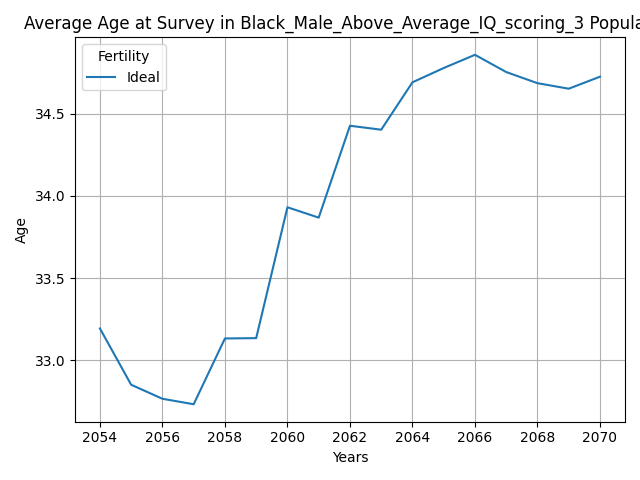 Average Age at Survey in Black_Male_Above_Average_IQ_scoring_3 Popula
Fertility
Ideal
Age
34.5
34.0
33.5
33.0
2054 2056 2058 2060 2062 2064 2066 2068 2070
Years